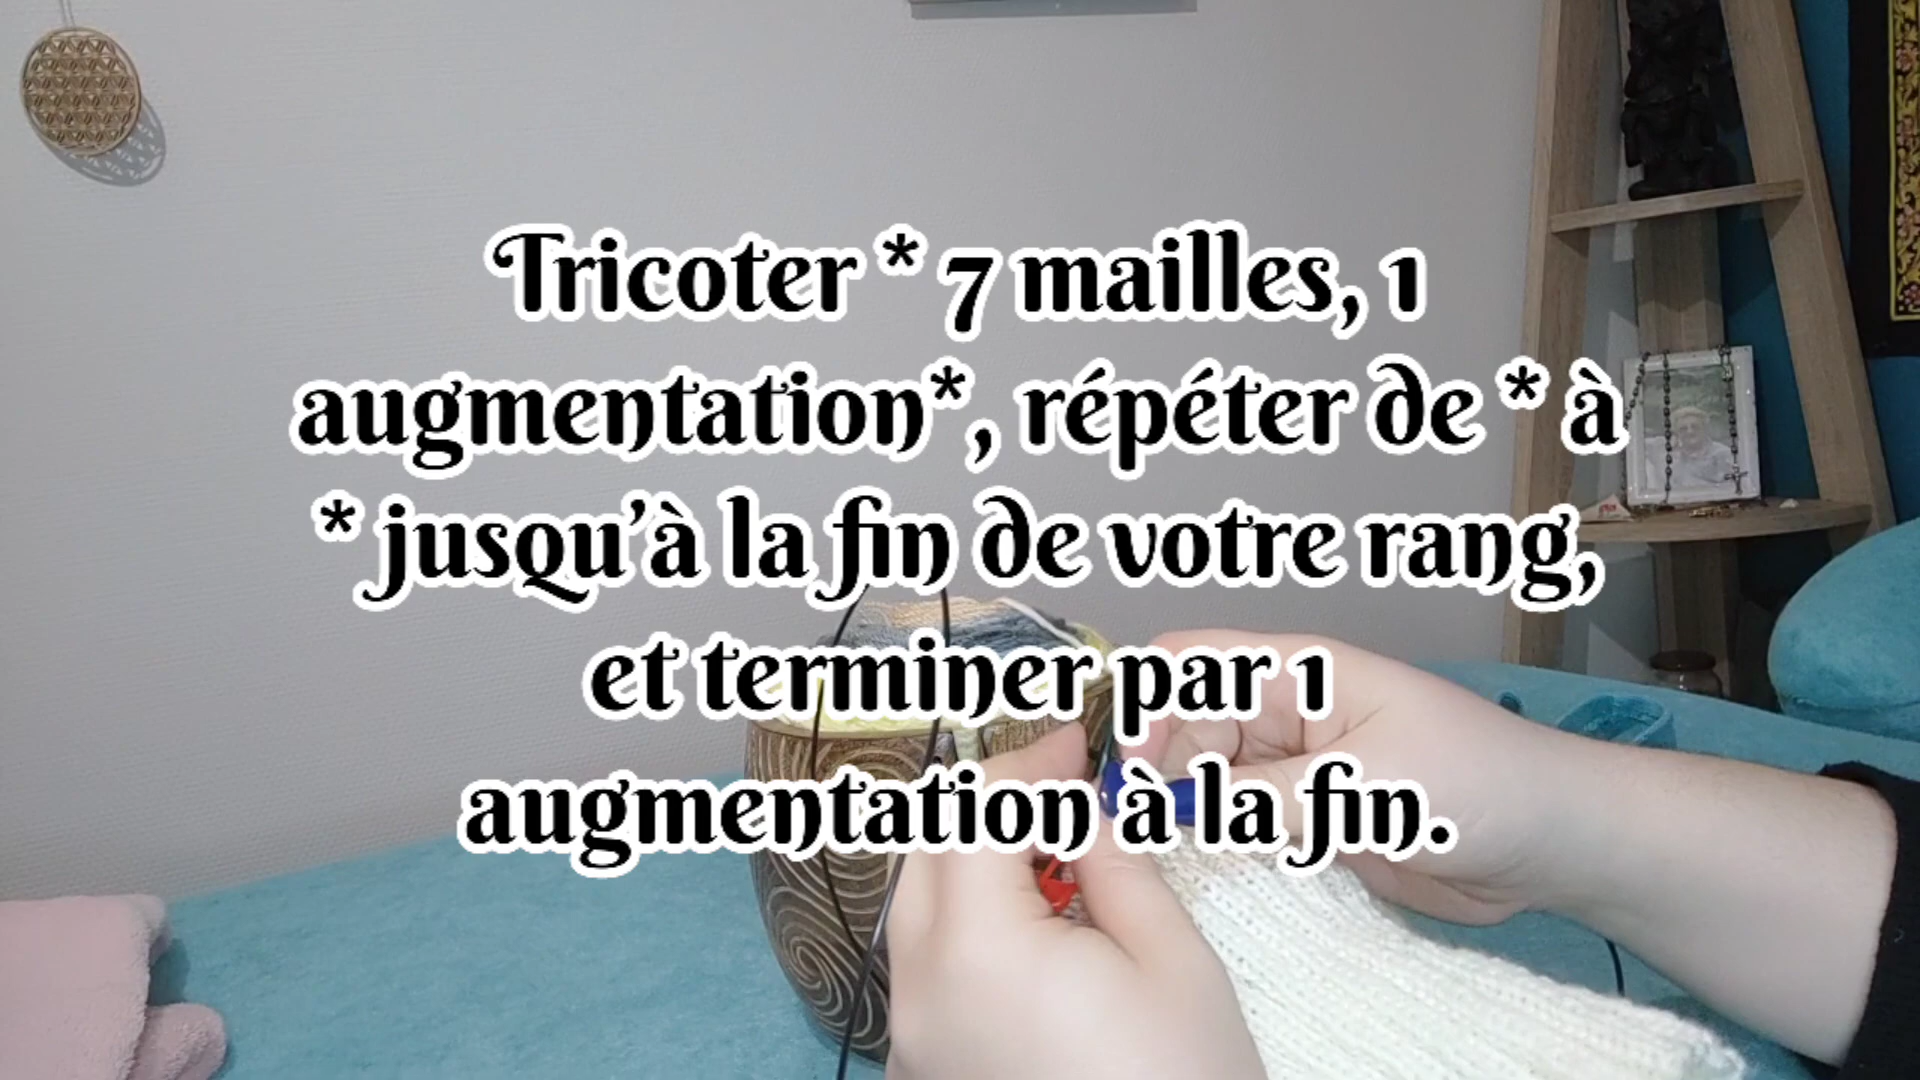 Tricoter * 7 mailles, 1
augmentation*, répéter de * à
* jusqu'à la fin de votre rang,
et terminer par 1
augmentation à la fin.